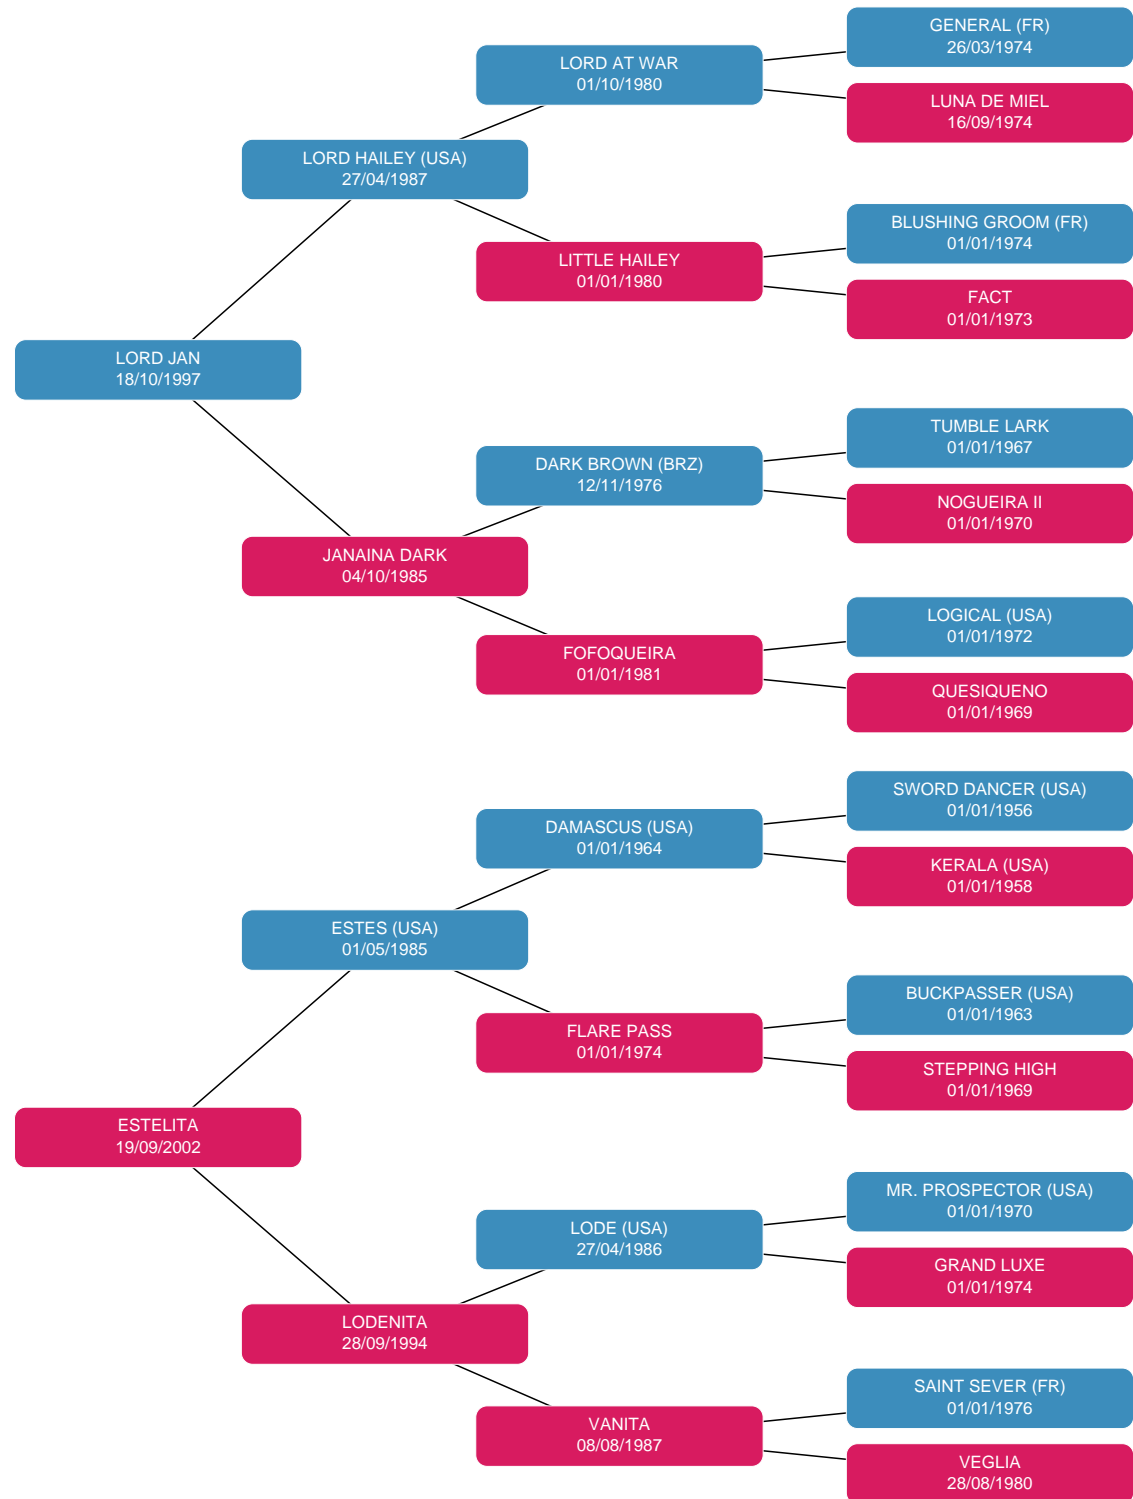 GENERAL (FR)
26/03/1974
LORD AT WAR
01/10/1980
LUNA DE MIEL
16/09/1974
LORD HAILEY (USA)
27/04/1987
BLUSHING GROOM (FR)
01/01/1974
LITTLE HAILEY
01/01/1980
FACT
01/01/1973
LORD JAN
18/10/1997
TUMBLE LARK
01/01/1967
DARK BROWN (BRZ)
12/11/1976
NOGUEIRA II
01/01/1970
JANAINA DARK
04/10/1985
LOGICAL (USA)
01/01/1972
FOFOQUEIRA
01/01/1981
QUESIQUENO
01/01/1969
SWORD DANCER (USA)
01/01/1956
DAMASCUS (USA)
01/01/1964
KERALA (USA)
01/01/1958
ESTES (USA)
01/05/1985
BUCKPASSER (USA)
01/01/1963
FLARE PASS
01/01/1974
STEPPING HIGH
01/01/1969
ESTELITA
19/09/2002
MR. PROSPECTOR (USA)
01/01/1970
LODE (USA)
27/04/1986
GRAND LUXE
01/01/1974
LODENITA
28/09/1994
SAINT SEVER (FR)
01/01/1976
VANITA
08/08/1987
VEGLIA
28/08/1980